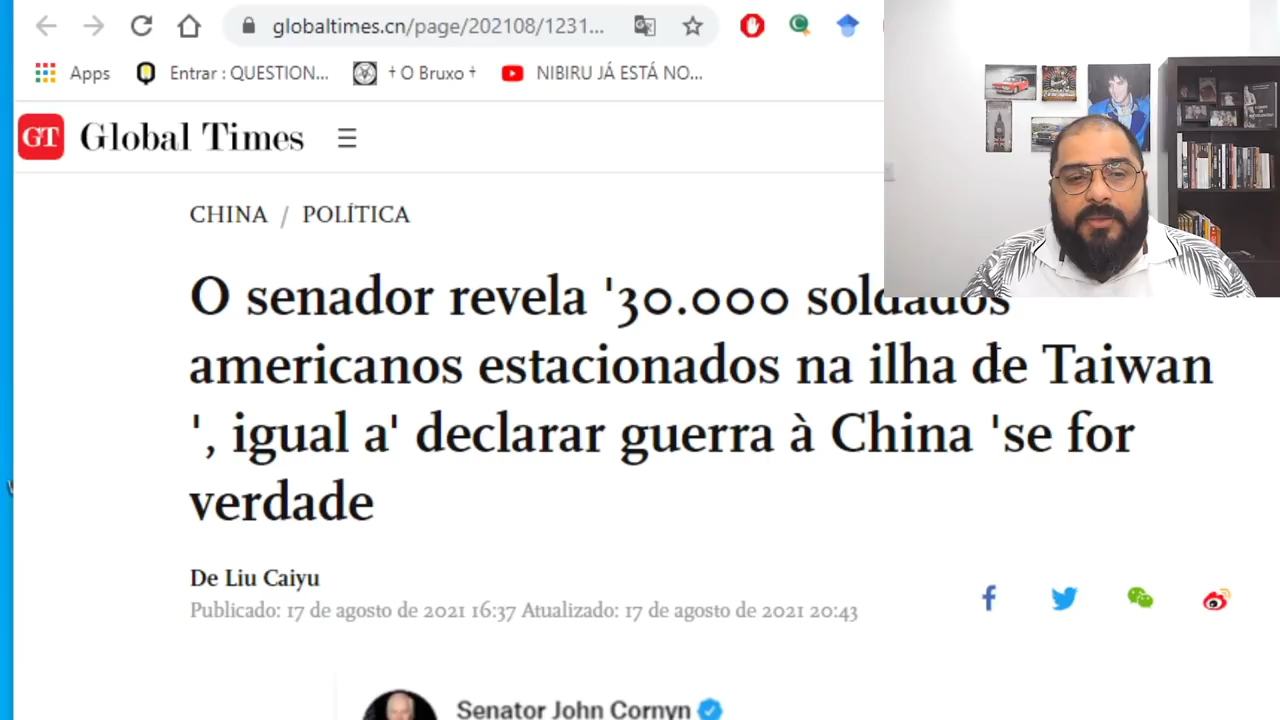 globaltimes.cn/page/202108/1231...
Apps Entrar : QUESTION... † O Bruxo † NIBIRU JÁ ESTÁ NO...
GT Global Times
CHINA / POLÍTICA
O senador revela '30.000 soldados
americanos estacionados na ilha de Taiwan
', igual a' declarar guerra à China 'se for
verdade
De Liu Caiyu
Publicado: 17 de agosto de 2021 16:37 Atualizado: 17 de agosto de 2021 20:43
Senator John Cornyn